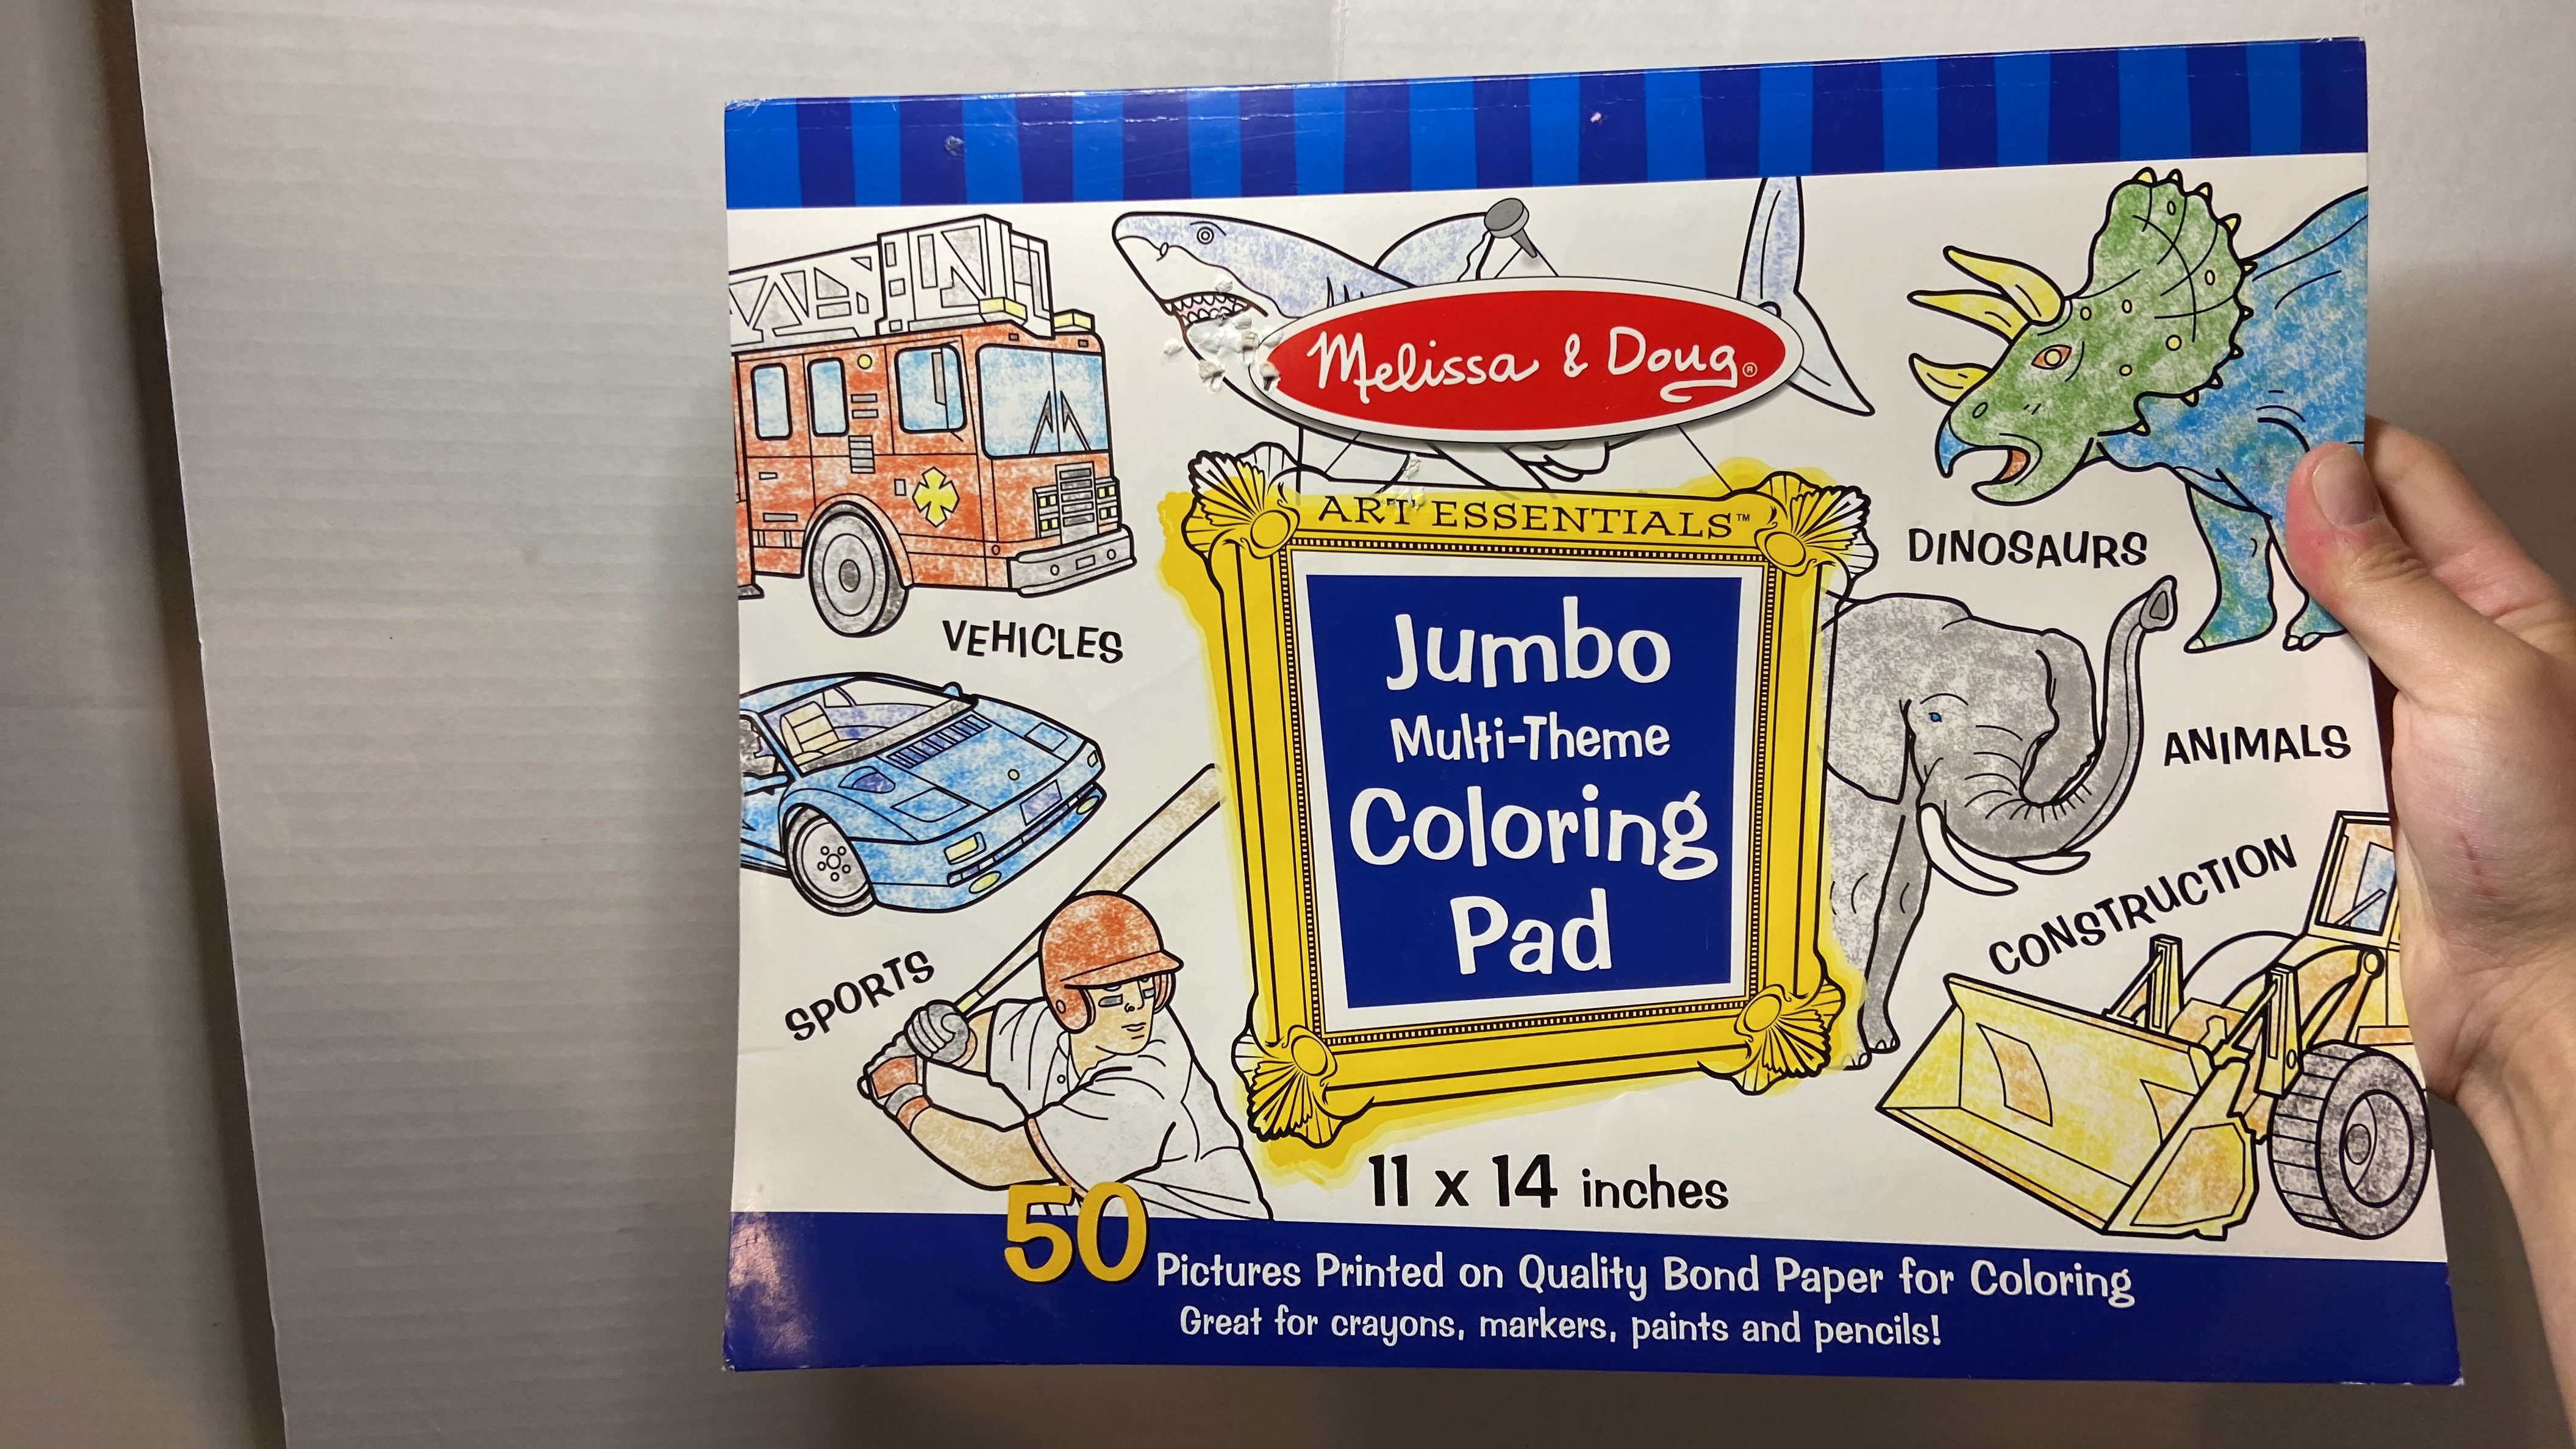 Melissa & Doug®
ART ESSENTIALS™
Jumbo
Multi-Theme
Coloring
Pad
VEHICLES
DINOSAURS
ANIMALS
SPORTS
CONSTRUCTION
11 x 14 inches
50 Pictures Printed on Quality Bond Paper for Coloring
Great for crayons, markers, paints and pencils!